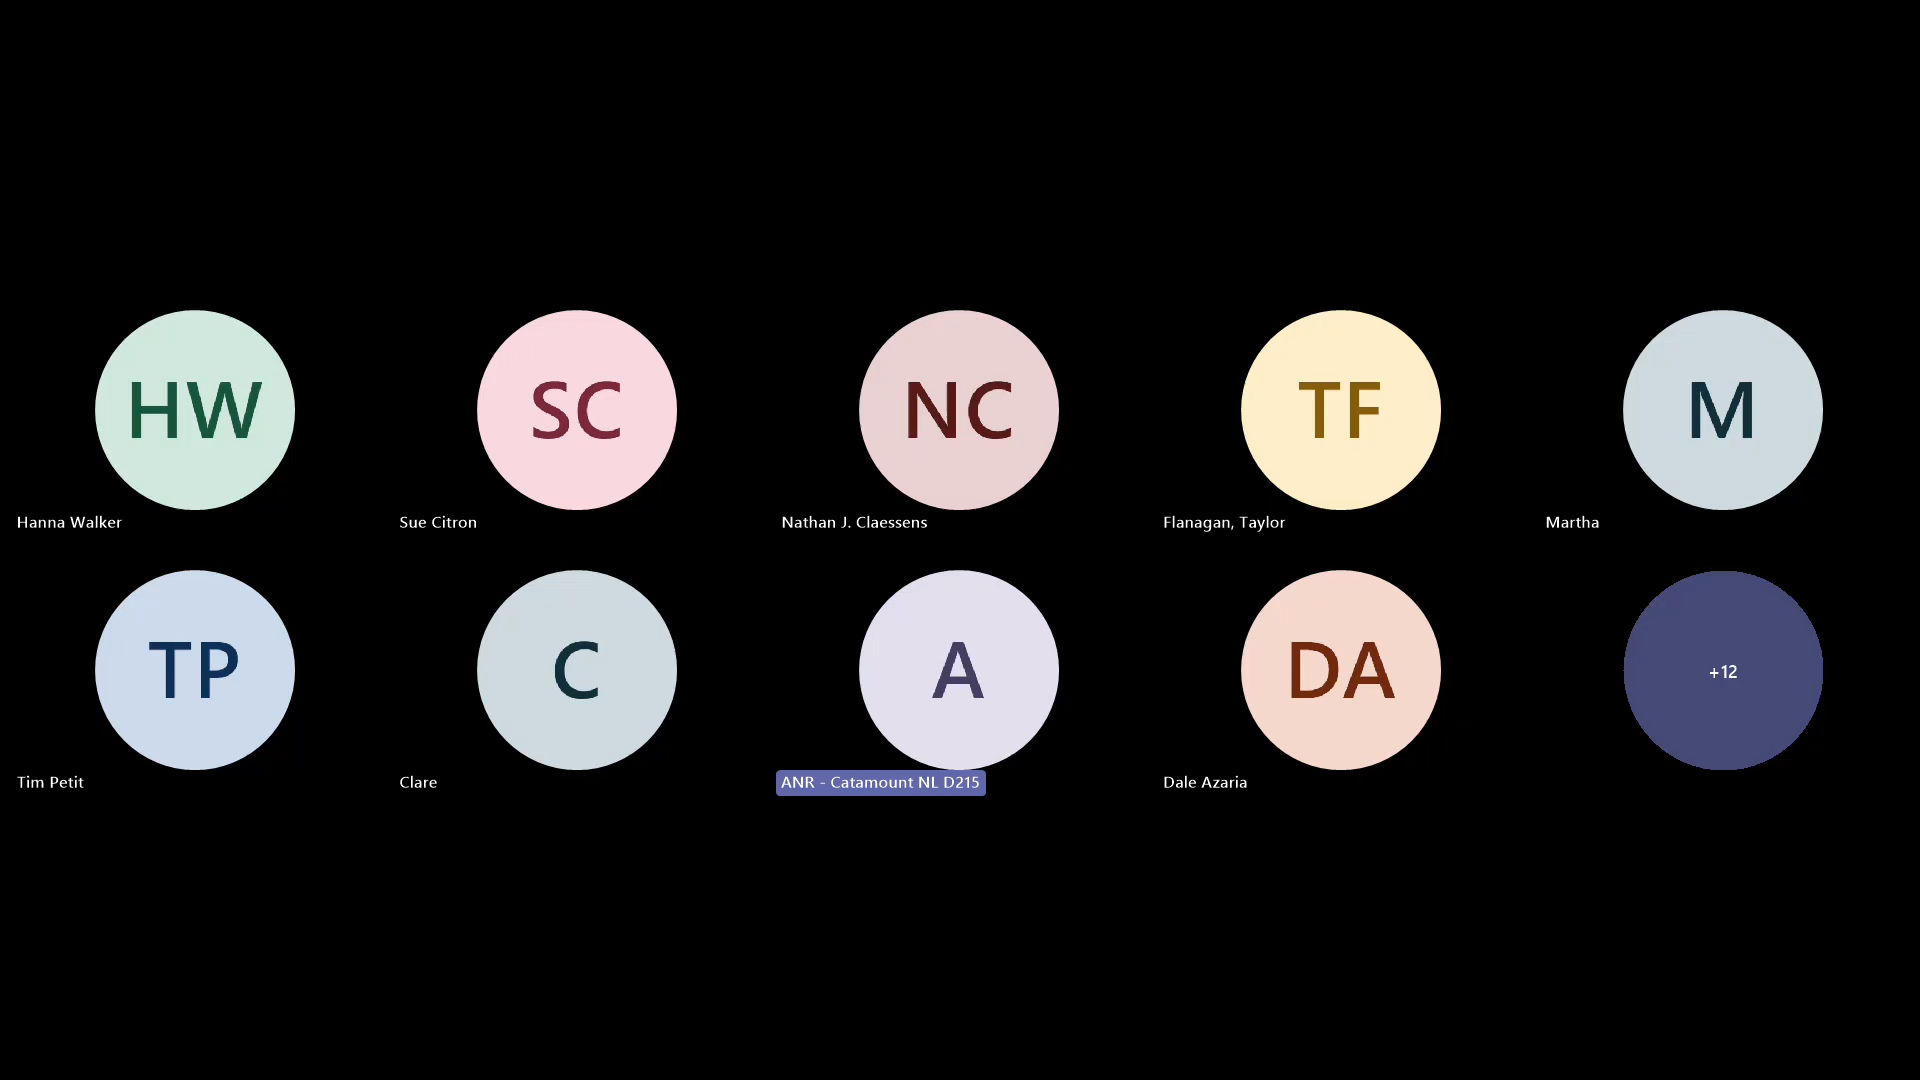 HW
SC
NC
TF
M
Hanna Walker
Sue Citron
Nathan J. Claessens
Flanagan, Taylor
Martha
TP
C
A
DA
+12
Tim Petit
Clare
ANR - Catamount NL D215
Dale Azaria